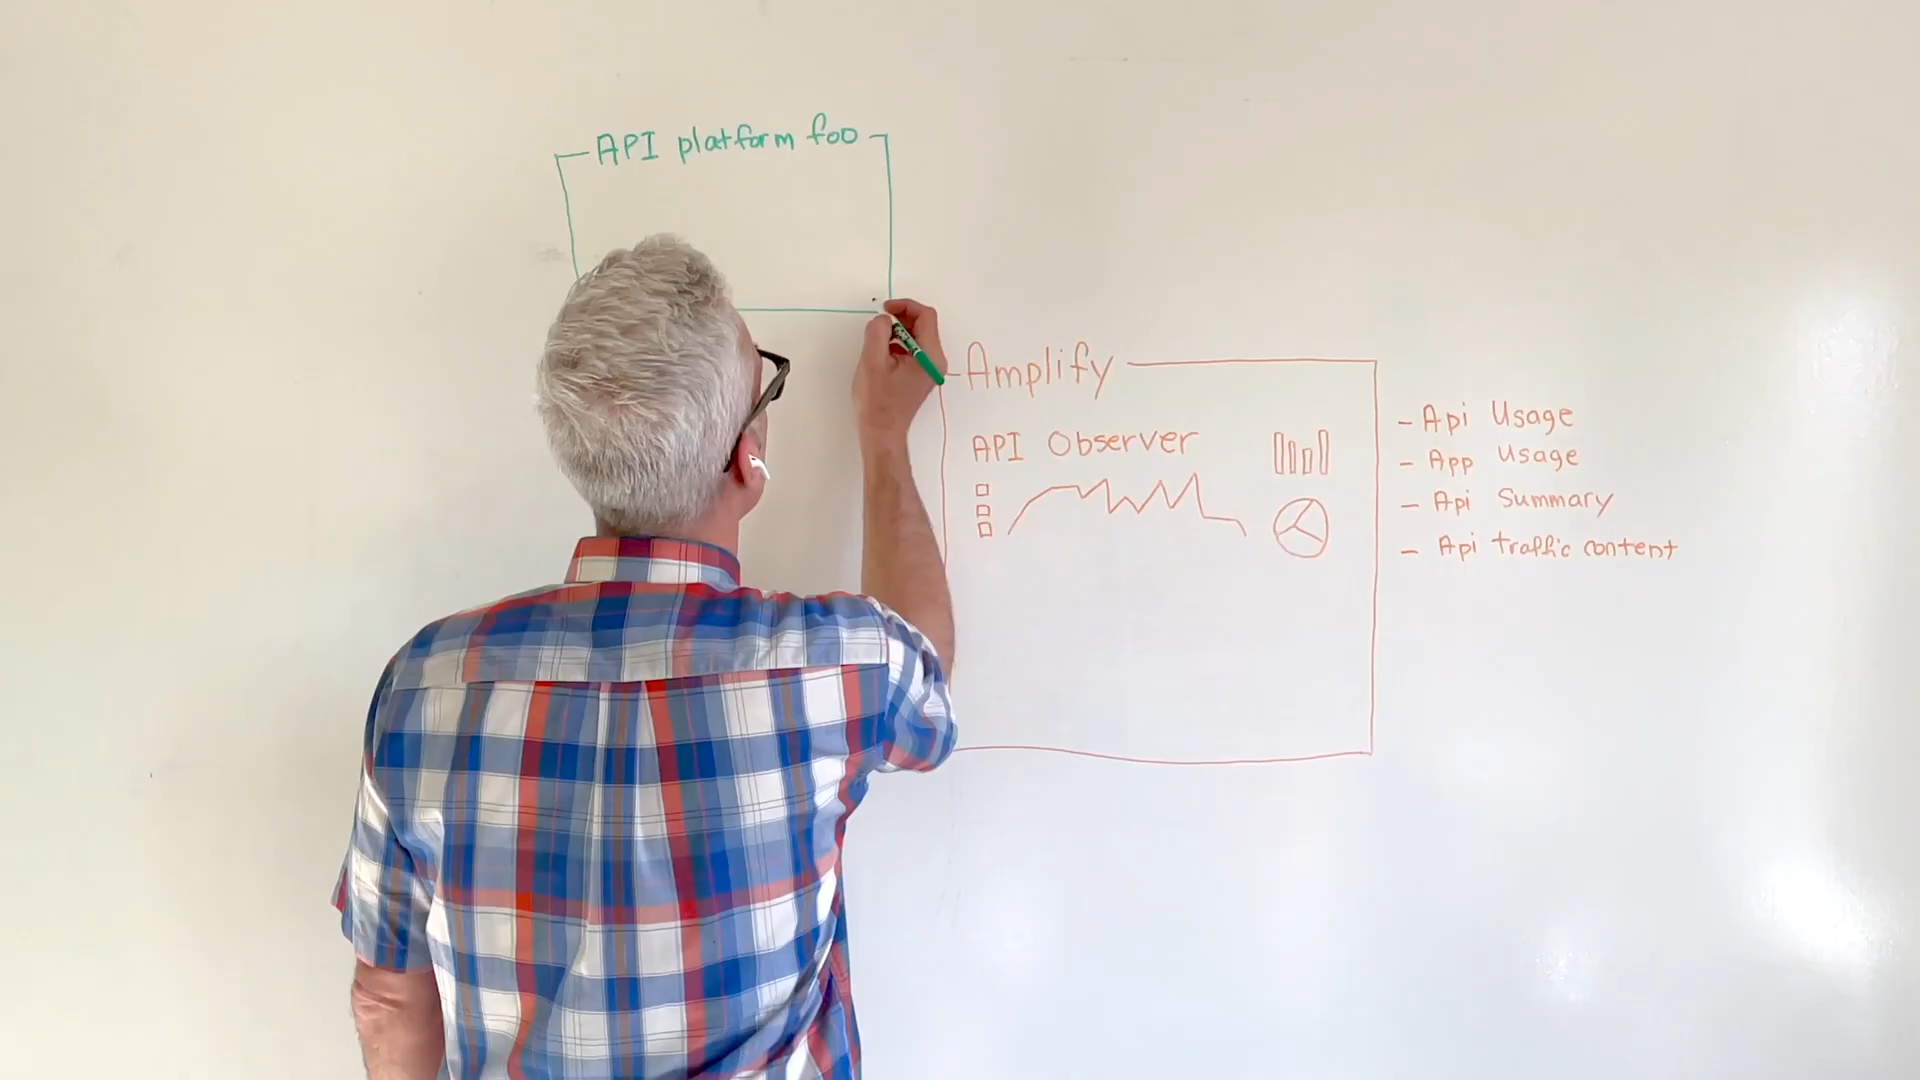 API platform foo
Amplify
API Observer
- Api Usage
- App Usage
- Api Summary
- Api traffic content